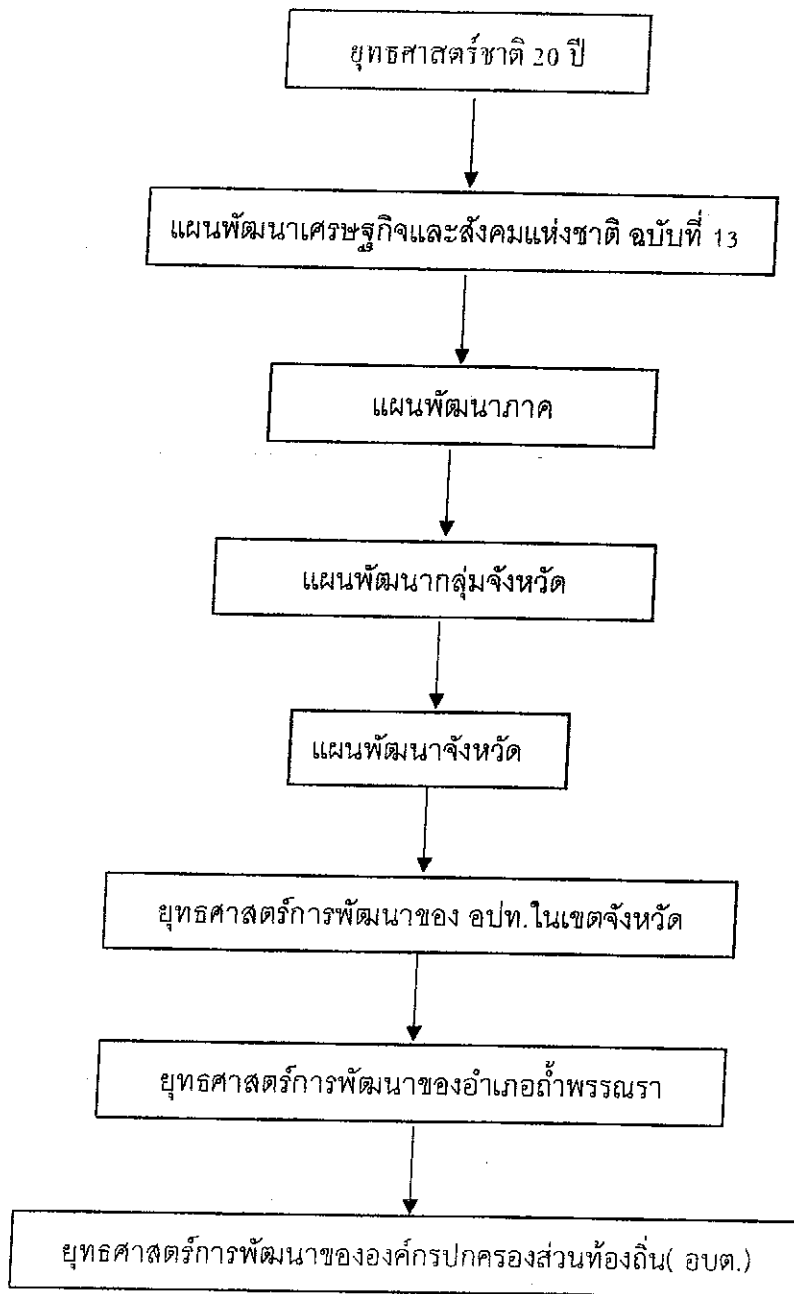 ยุทธศาสตร์ชาติ 20 ปี
แผนพัฒนาเศรษฐกิจและสังคมแห่งชาติ ฉบับที่ 13
แผนพัฒนาภาค
แผนพัฒนากลุ่มจังหวัด
แผนพัฒนาจังหวัด
ยุทธศาสตร์การพัฒนาของ อปท.ในเขตจังหวัด
ยุทธศาสตร์การพัฒนาของอำเภอถ้ำพรรณรา
ยุทธศาสตร์การพัฒนาขององค์กรปกครองส่วนท้องถิ่น( อบต.)